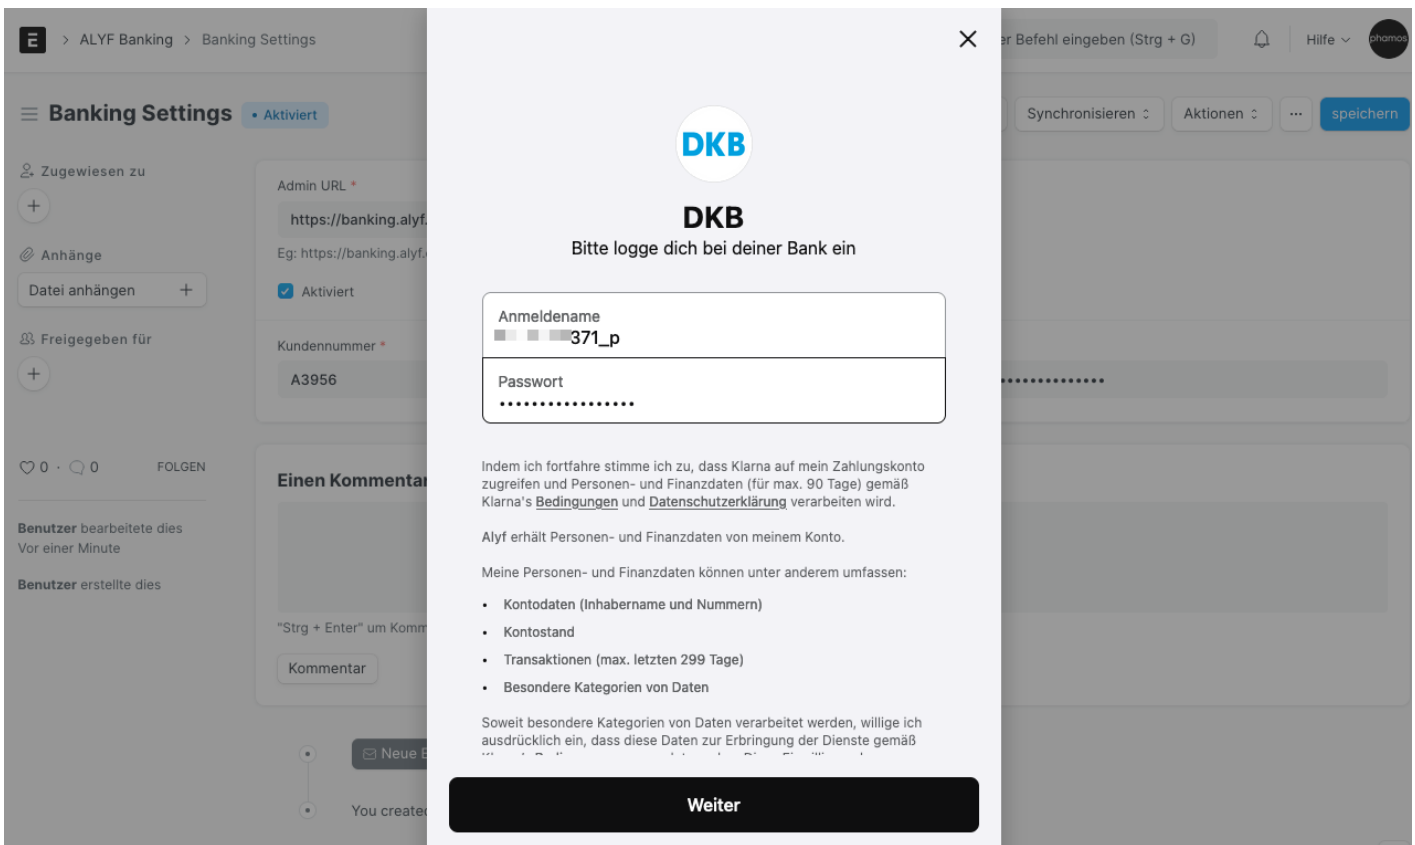 E > ALYF Banking > Banking Settings
er Befehl eingeben (Strg + G)
Hilfe
phamos
Banking Settings
• Aktiviert
Synchronisieren
Aktionen
...
speichern
Zugewiesen zu
+
Anhänge
Datei anhängen +
Freigegeben für
+
0 · 0 FOLGEN
Benutzer bearbeitete dies
Vor einer Minute
Benutzer erstellte dies
Admin URL *
https://banking.alyf.
Eg: https://banking.alyf.
Aktiviert
Kundennummer *
A3956
•••••••••••••••
Einen Kommentar
"Strg + Enter" um Komm
Kommentar
Neue E
You created
DKB
DKB
Bitte logge dich bei deiner Bank ein
Anmeldename
371_p
Passwort
•••••••••••••••••
Indem ich fortfahre stimme ich zu, dass Klarna auf mein Zahlungskonto
zugreifen und Personen- und Finanzdaten (für max. 90 Tage) gemäß
Klarna's Bedingungen und Datenschutzerklärung verarbeiten wird.
Alyf erhält Personen- und Finanzdaten von meinem Konto.
Meine Personen- und Finanzdaten können unter anderem umfassen:
• Kontodaten (Inhabername und Nummern)
• Kontostand
• Transaktionen (max. letzten 299 Tage)
• Besondere Kategorien von Daten
Soweit besondere Kategorien von Daten verarbeitet werden, willige ich
ausdrücklich ein, dass diese Daten zur Erbringung der Dienste gemäß
Weiter